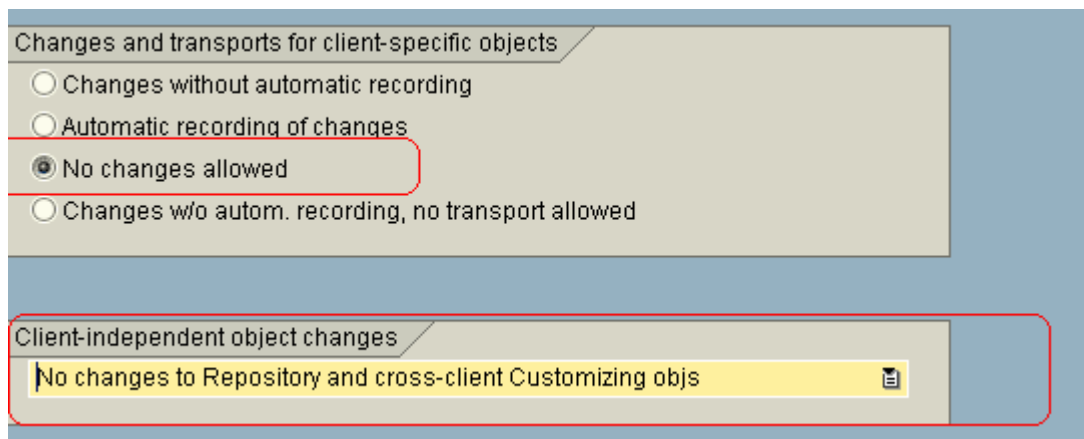 Changes and transports for client-specific objects
Changes without automatic recording
Automatic recording of changes
No changes allowed
Changes w/o autom. recording, no transport allowed
Client-independent object changes
No changes to Repository and cross-client Customizing objs